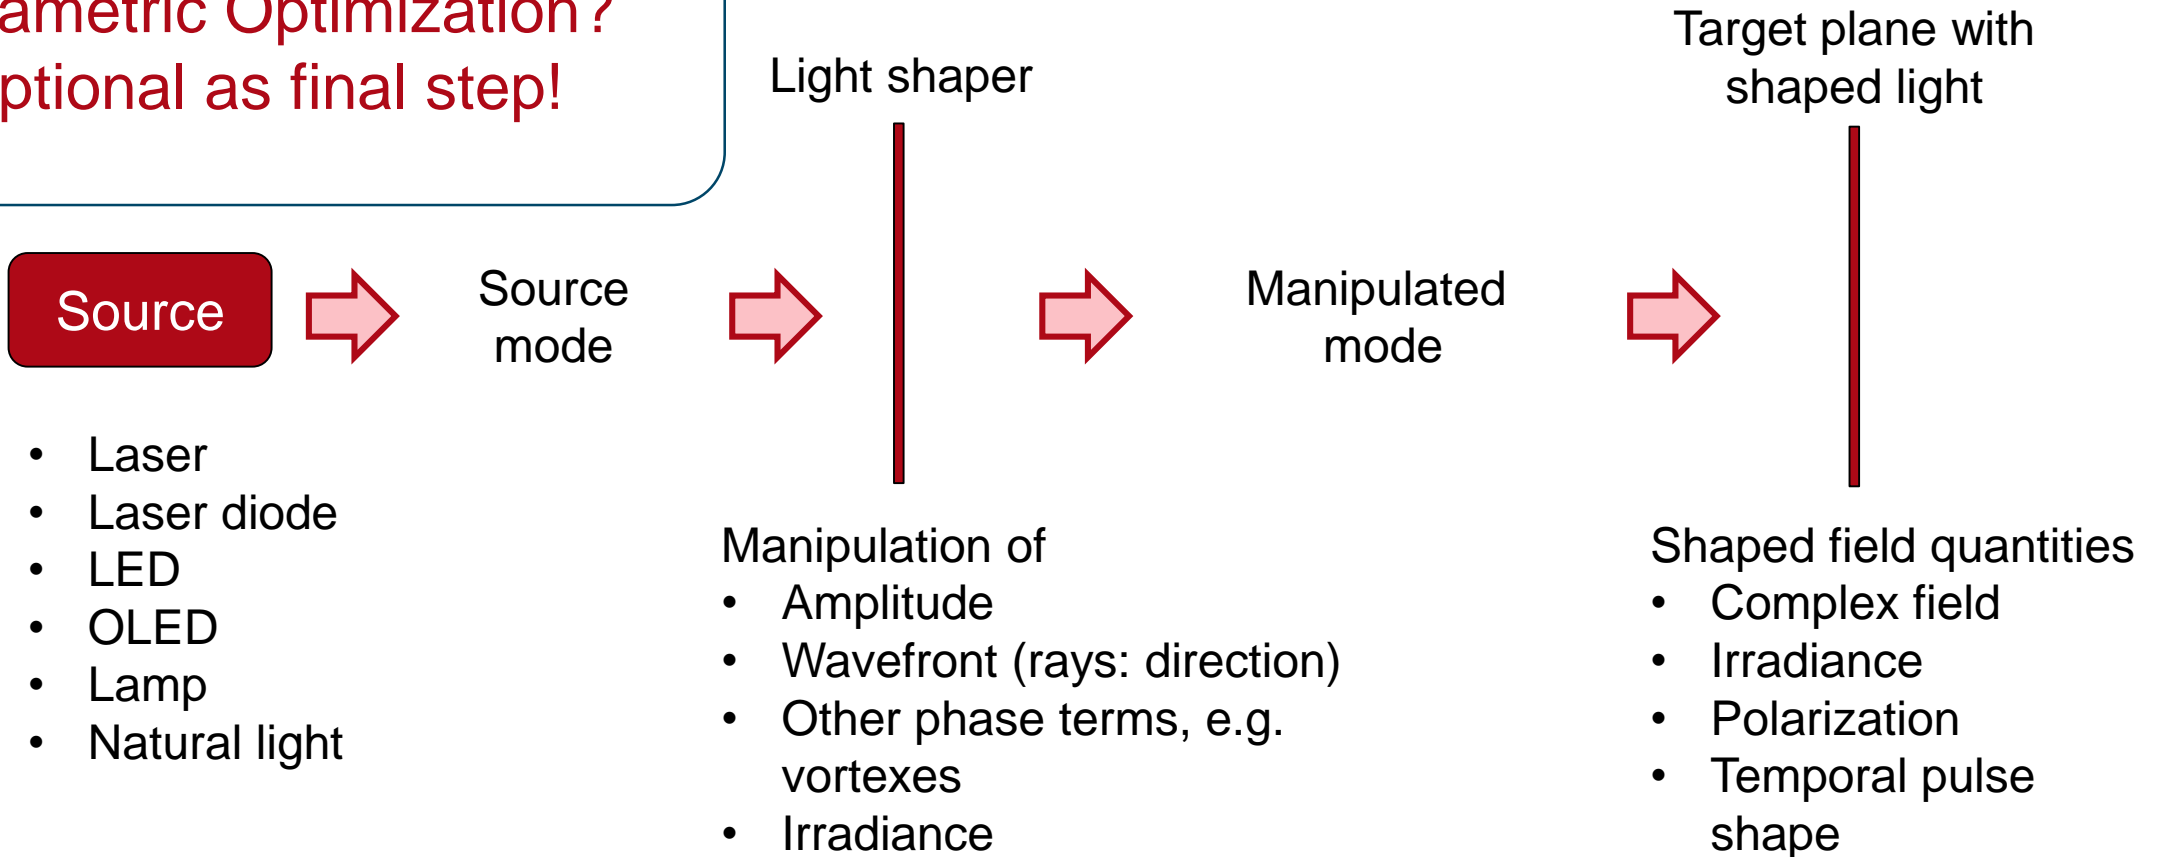 ametric Optimization?
ptional as final step!
Light shaper
Target plane with
shaped light
Source
Source
mode
Manipulated
mode
• Laser
• Laser diode
• LED
• OLED
• Lamp
• Natural light
Manipulation of
• Amplitude
• Wavefront (rays: direction)
• Other phase terms, e.g.
vortexes
• Irradiance
Shaped field quantities
• Complex field
• Irradiance
• Polarization
• Temporal pulse
shape